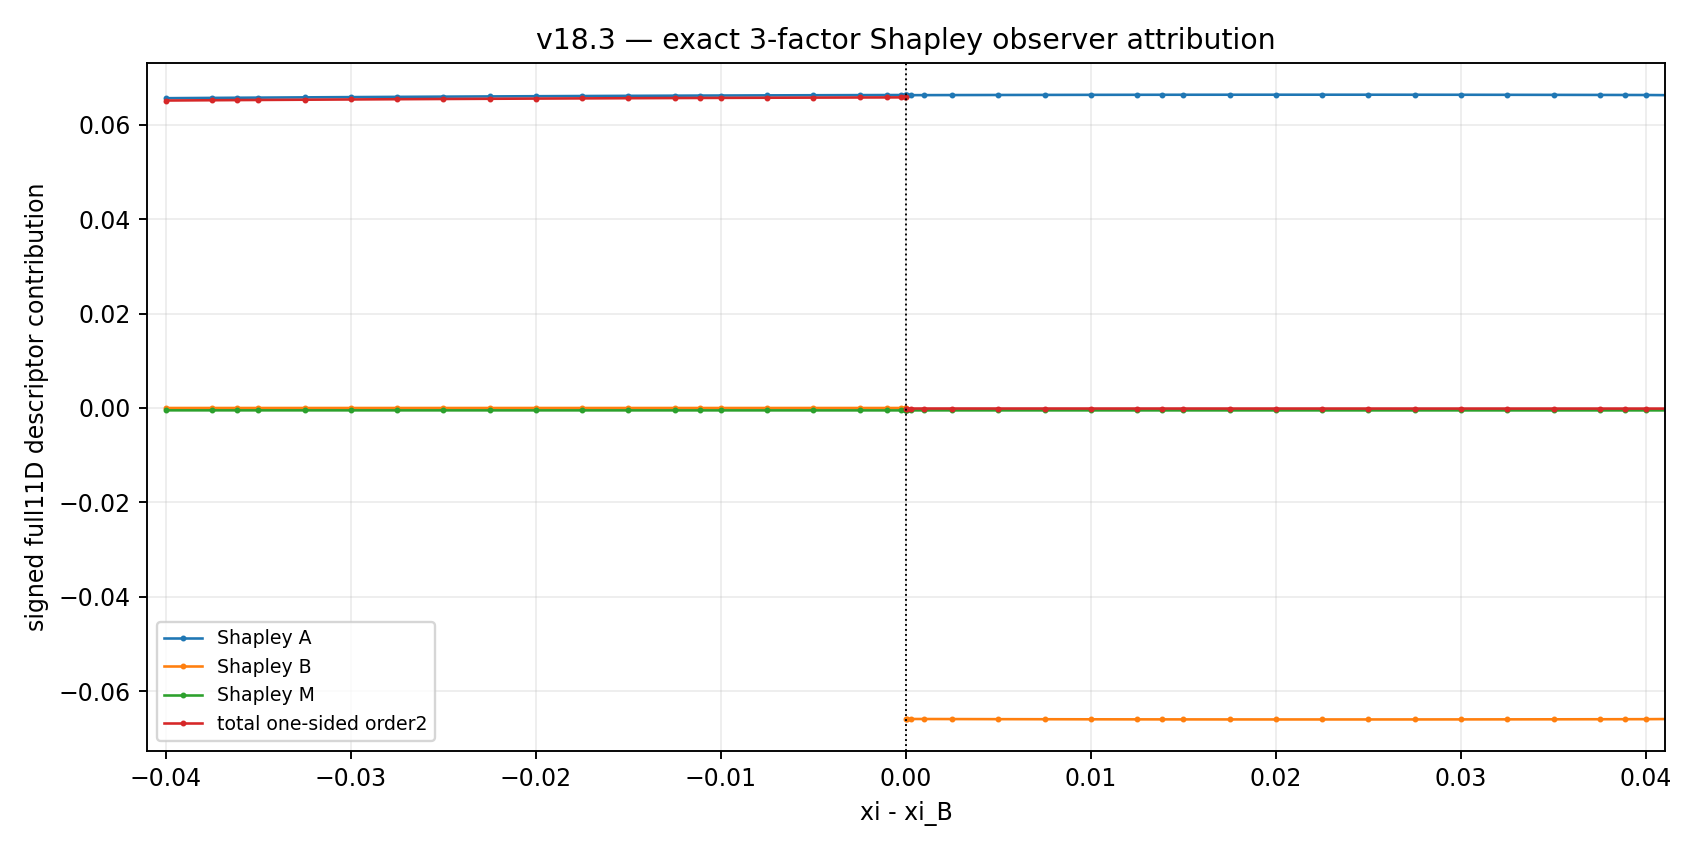 v18.3 — exact 3-factor Shapley observer attribution
signed full11D descriptor contribution
0.06
0.04
0.02
0.00
−0.02
−0.04
−0.06
Shapley A
Shapley B
Shapley M
total one-sided order2
−0.04 −0.03 −0.02 −0.01 0.00 0.01 0.02 0.03 0.04
xi - xi_B